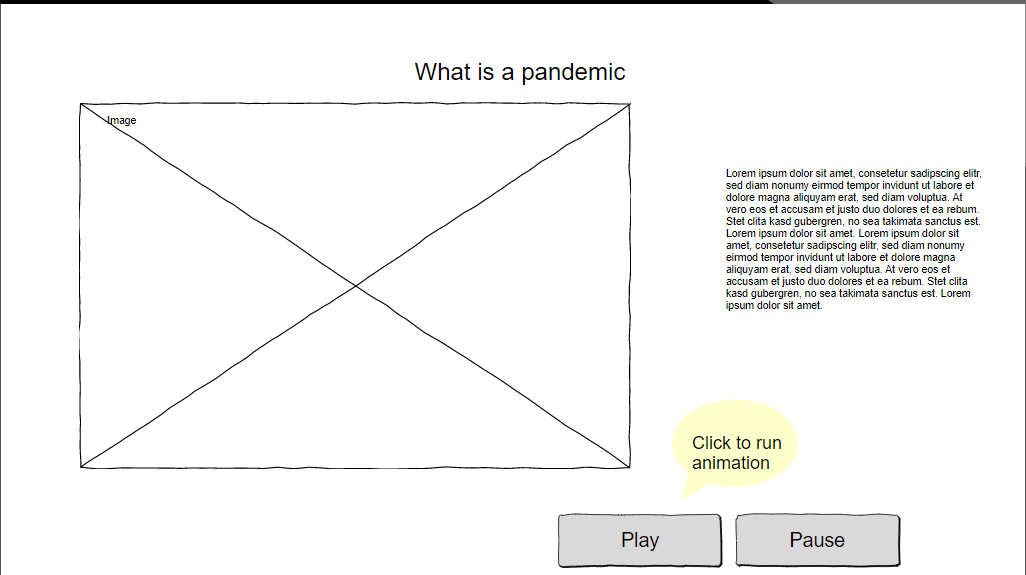 What is a pandemic
Image
Lorem ipsum dolor sit amet, consetetur sadipscing elitr,
sed diam nonumy eirmod tempor invidunt ut labore et
dolore magna aliquyam erat, sed diam voluptua. At
vero eos et accusam et justo duo dolores et ea rebum.
Stet clita kasd gubergren, no sea takimata sanctus est.
Lorem ipsum dolor sit amet. Lorem ipsum dolor sit
amet, consetetur sadipscing elitr, sed diam nonumy
eirmod tempor invidunt ut labore et dolore magna
aliquyam erat, sed diam voluptua. At vero eos et
accusam et justo duo dolores et ea rebum. Stet clita
kasd gubergren, no sea takimata sanctus est. Lorem
ipsum dolor sit amet.
Click to run
animation
Play
Pause